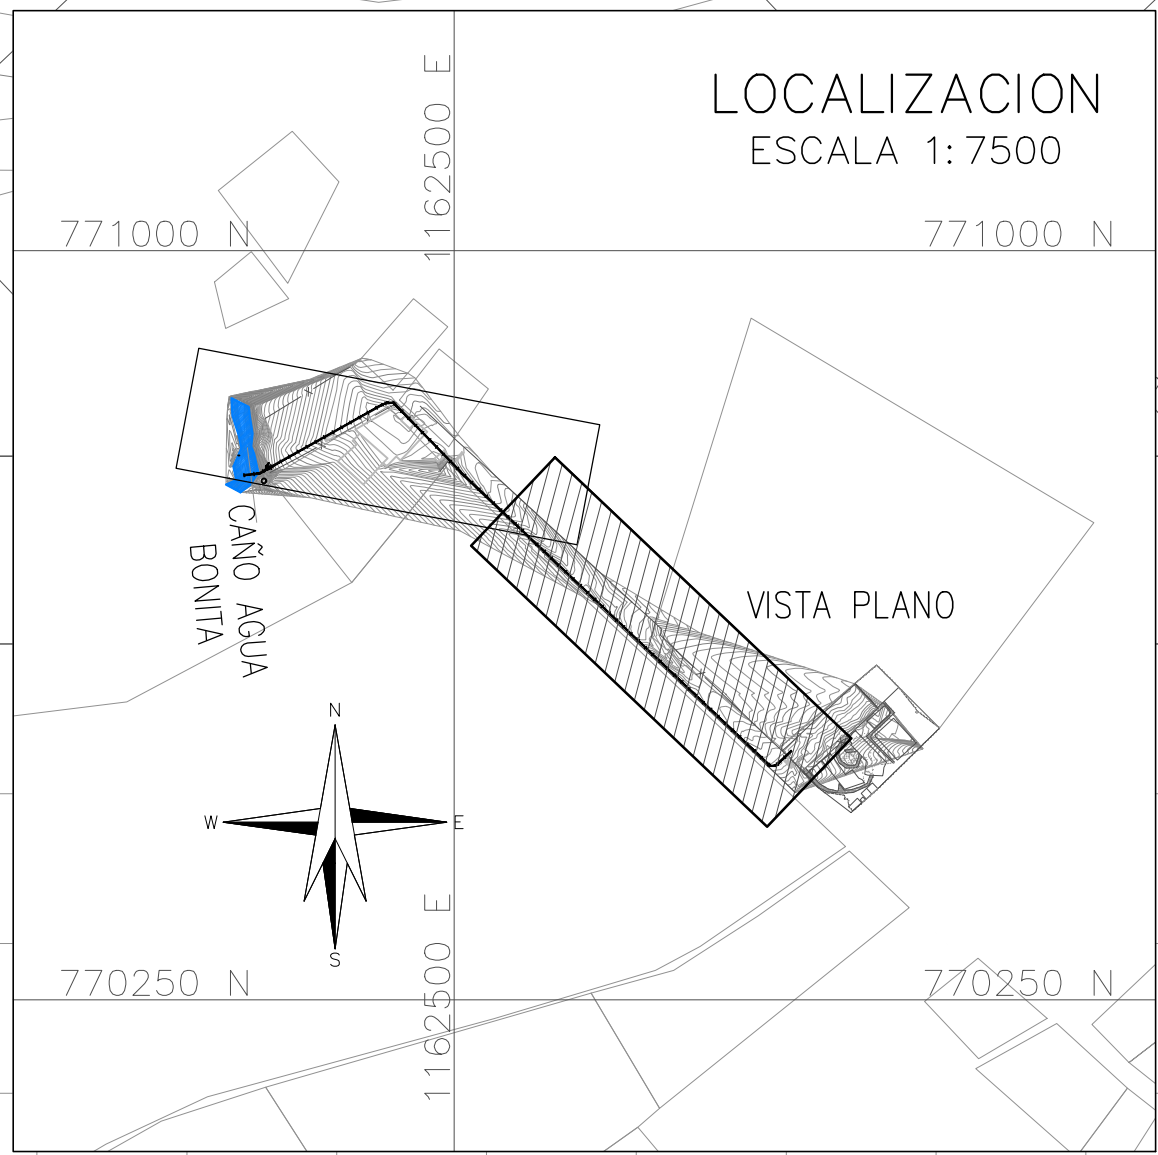 LOCALIZACION
ESCALA 1:7500
1162500 E
771000 N
771000 N
CAÑO AGUA
BONITA
VISTA PLANO
N
W
E
S
1162500 E
770250 N
770250 N